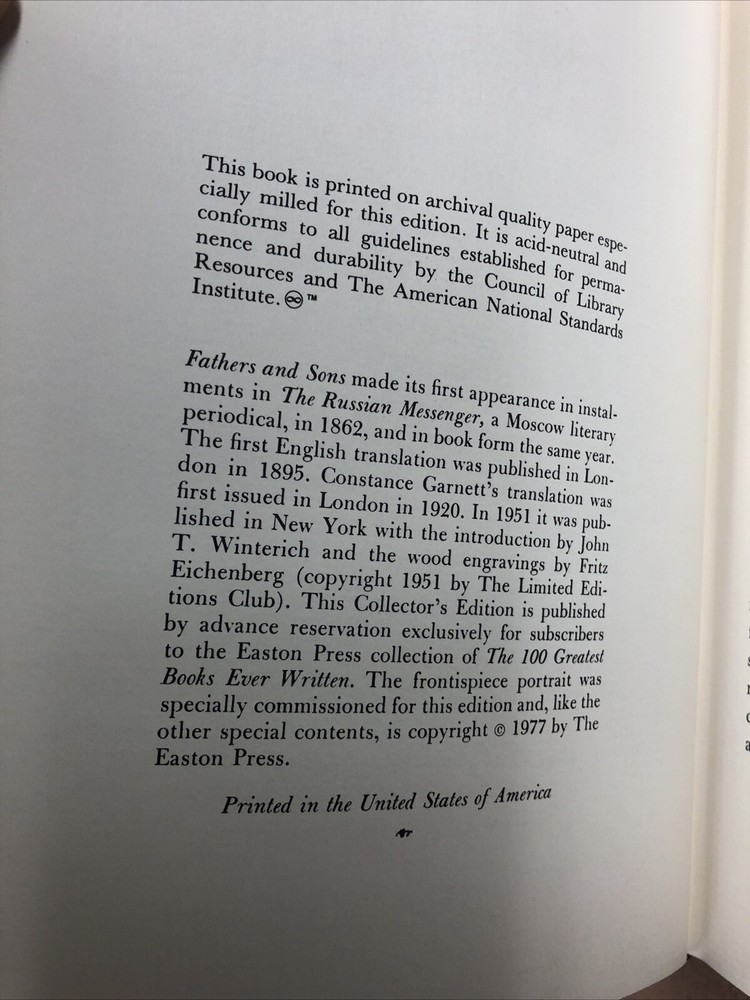 This book is printed on archival quality paper espe-
cially milled for this edition. It is acid-neutral and
conforms to all guidelines established for perma-
nence and durability by the Council of Library
Resources and The American National Standards
Institute. ♾™
Fathers and Sons made its first appearance in instal-
ments in The Russian Messenger, a Moscow literary
periodical, in 1862, and in book form the same year.
The first English translation was published in Lon-
don in 1895. Constance Garnett's translation was
first issued in London in 1920. In 1951 it was pub-
lished in New York with the introduction by John
T. Winterich and the wood engravings by Fritz
Eichenberg (copyright 1951 by The Limited Edi-
tions Club). This Collector's Edition is published
by advance reservation exclusively for subscribers
to the Easton Press collection of The 100 Greatest
Books Ever Written. The frontispiece portrait was
specially commissioned for this edition and, like the
other special contents, is copyright © 1977 by The
Easton Press.
Printed in the United States of America